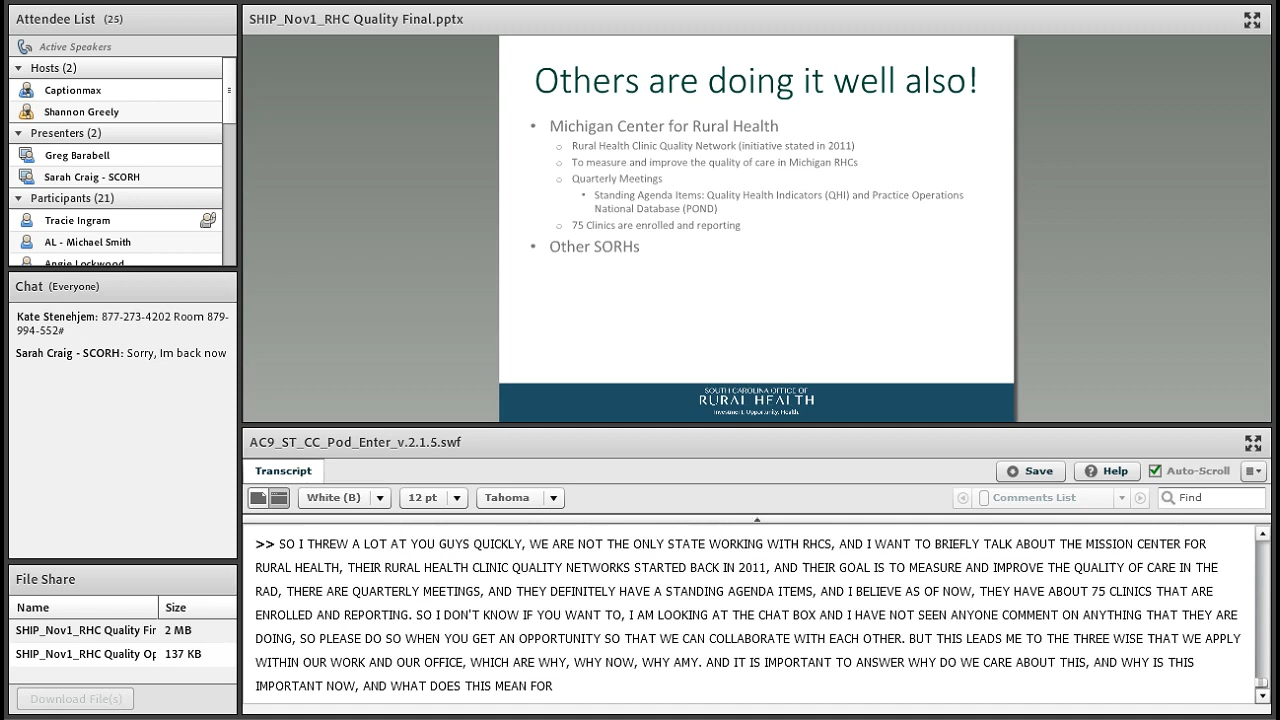 Attendee List (25)
Active Speakers
Hosts (2)
Captionmax
Shannon Greely
Presenters (2)
Greg Barabell
Sarah Craig - SCORH
Participants (21)
Tracie Ingram
AL - Michael Smith
Angie Lockwood
Chat (Everyone)
Kate Stenehjem: 877-273-4202 Room 879-
994-552#
Sarah Craig - SCORH: Sorry, Im back now
File Share
Name Size
SHIP_Nov1_RHC Quality Fir 2 MB
SHIP_Nov1_RHC Quality Op 137 KB
Download File(s)
SHIP_Nov1_RHC Quality Final.pptx
Others are doing it well also!
• Michigan Center for Rural Health
o Rural Health Clinic Quality Network (initiative stated in 2011)
o To measure and improve the quality of care in Michigan RHCs
o Quarterly Meetings
• Standing Agenda Items: Quality Health Indicators (QHI) and Practice Operations
National Database (POND)
o 75 Clinics are enrolled and reporting
• Other SORHs
SOUTH CAROLINA OFFICE OF
RURAL HEALTH
Investment. Opportunity. Health.
AC9_ST_CC_Pod_Enter_v.2.1.5.swf
Transcript Save Help Auto-Scroll
White (B) 12 pt Tahoma Comments List Find
>> SO I THREW A LOT AT YOU GUYS QUICKLY, WE ARE NOT THE ONLY STATE WORKING WITH RHCS, AND I WANT TO BRIEFLY TALK ABOUT THE MISSION CENTER FOR
RURAL HEALTH, THEIR RURAL HEALTH CLINIC QUALITY NETWORKS STARTED BACK IN 2011, AND THEIR GOAL IS TO MEASURE AND IMPROVE THE QUALITY OF CARE IN THE
RAD, THERE ARE QUARTERLY MEETINGS, AND THEY DEFINITELY HAVE A STANDING AGENDA ITEMS, AND I BELIEVE AS OF NOW, THEY HAVE ABOUT 75 CLINICS THAT ARE
ENROLLED AND REPORTING. SO I DON'T KNOW IF YOU WANT TO, I AM LOOKING AT THE CHAT BOX AND I HAVE NOT SEEN ANYONE COMMENT ON ANYTHING THAT THEY ARE
DOING, SO PLEASE DO SO WHEN YOU GET AN OPPORTUNITY SO THAT WE CAN COLLABORATE WITH EACH OTHER. BUT THIS LEADS ME TO THE THREE WISE THAT WE APPLY
WITHIN OUR WORK AND OUR OFFICE, WHICH ARE WHY, WHY NOW, WHY AMY. AND IT IS IMPORTANT TO ANSWER WHY DO WE CARE ABOUT THIS, AND WHY IS THIS
IMPORTANT NOW, AND WHAT DOES THIS MEAN FOR